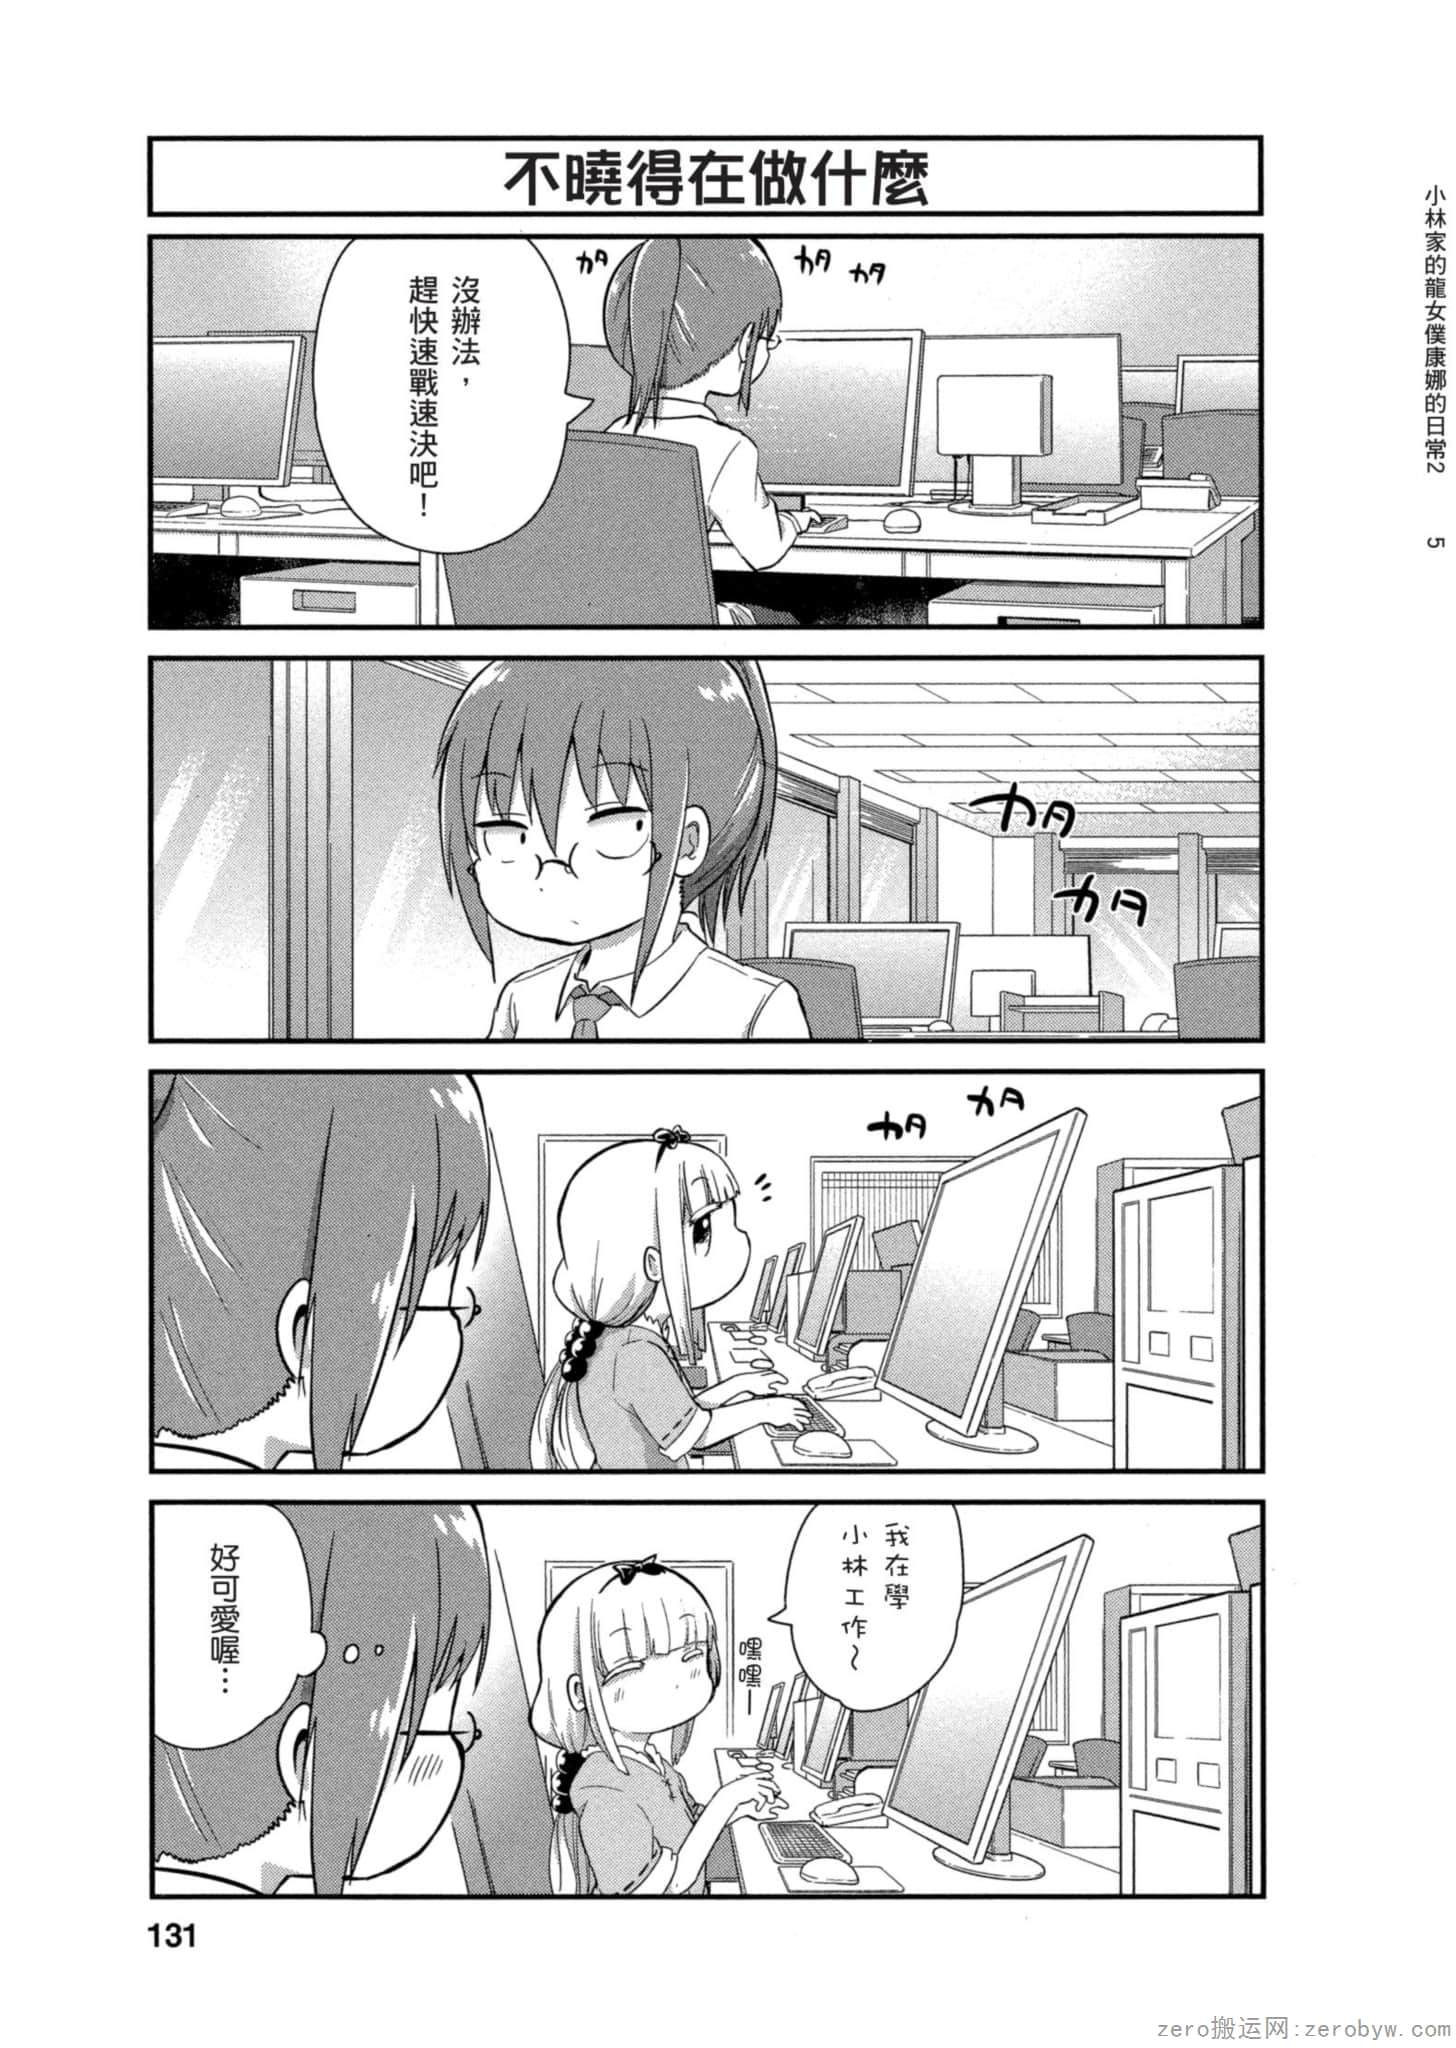 不曉得在做什麼
小林家的龍女僕康娜的日常2 5
カタ
カタ
カタ
沒辦法，
趕快速戰速決吧！
カタ
カタ
カタ
カタ
我在學
小林工作～
嘿嘿—
好可愛喔…
131
zero搬运网:zerobyw.com